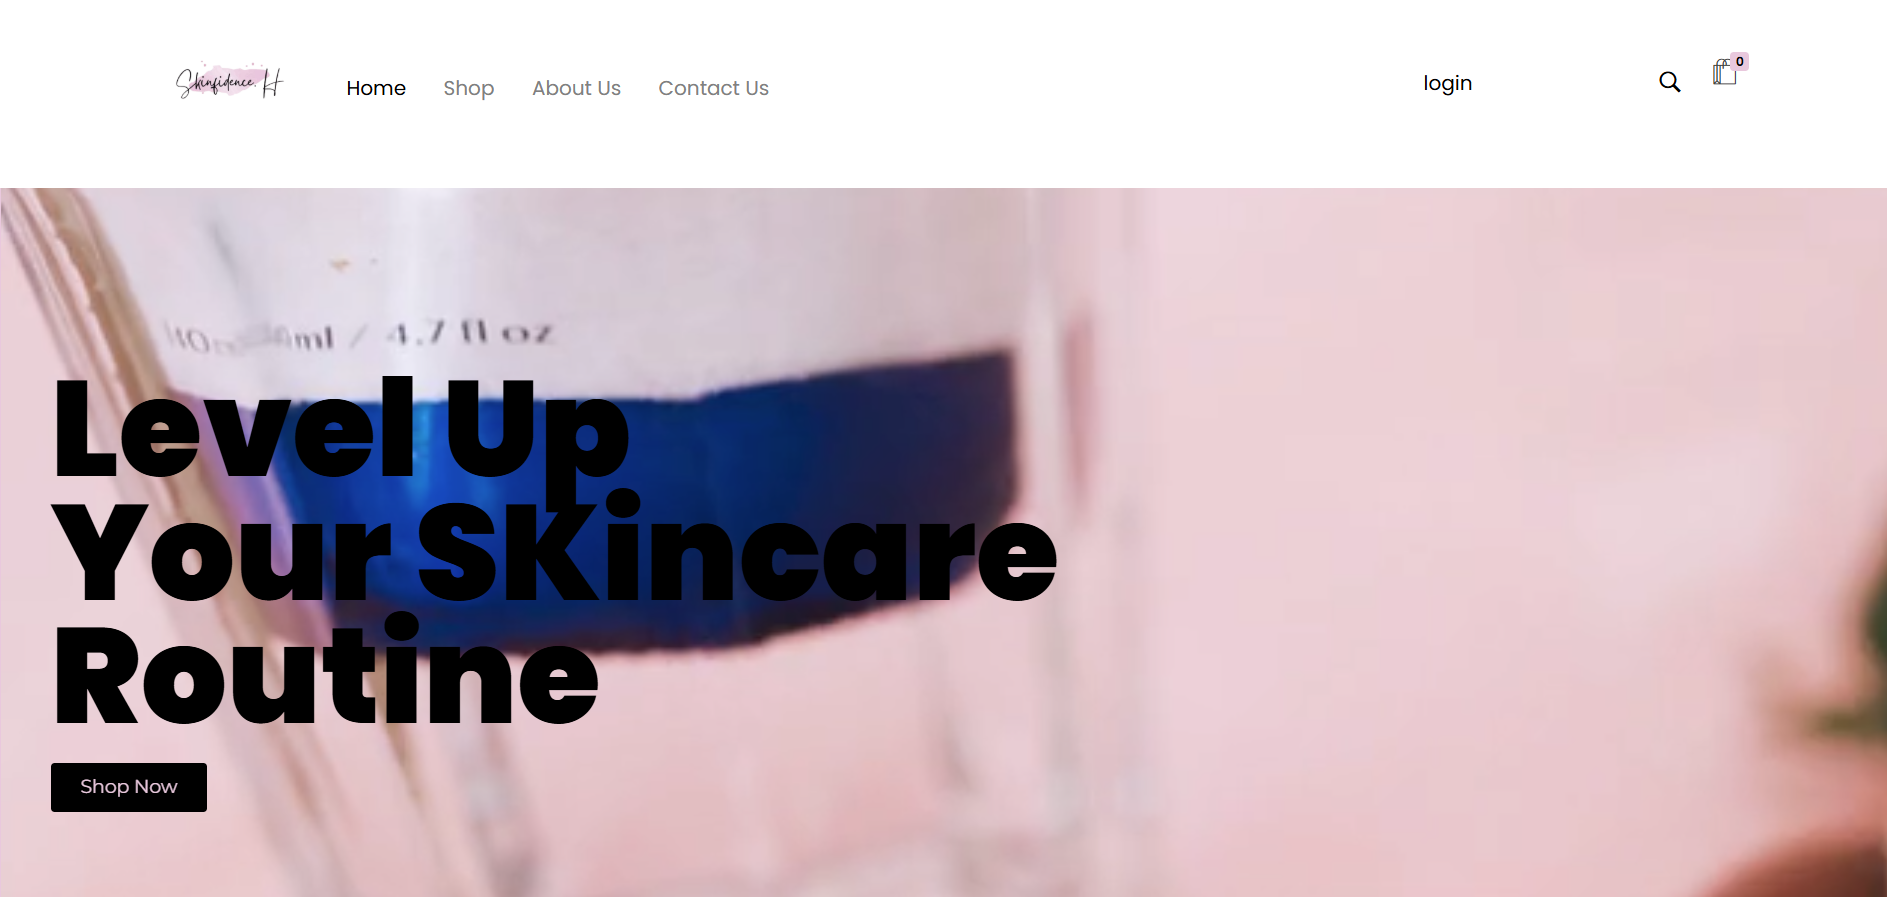 Skinfidence. H
Home Shop About Us Contact Us
login
0
ml / 4.7 fl oz
Level Up
Your SKincare
Routine
Shop Now